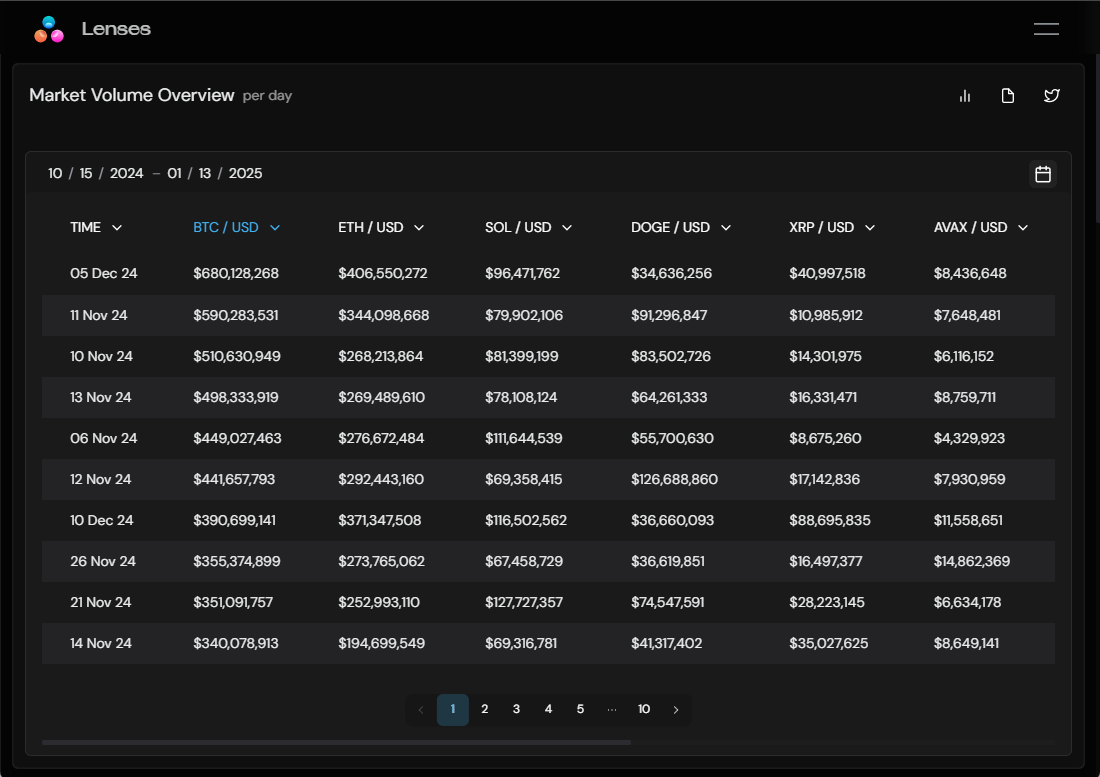 Lenses
Market Volume Overview per day
10 / 15 / 2024 – 01 / 13 / 2025
TIME BTC / USD ETH / USD SOL / USD DOGE / USD XRP / USD AVAX / USD
05 Dec 24 $680,128,268 $406,550,272 $96,471,762 $34,636,256 $40,997,518 $8,436,648
11 Nov 24 $590,283,531 $344,098,668 $79,902,106 $91,296,847 $10,985,912 $7,648,481
10 Nov 24 $510,630,949 $268,213,864 $81,399,199 $83,502,726 $14,301,975 $6,116,152
13 Nov 24 $498,333,919 $269,489,610 $78,108,124 $64,261,333 $16,331,471 $8,759,711
06 Nov 24 $449,027,463 $276,672,484 $111,644,539 $55,700,630 $8,675,260 $4,329,923
12 Nov 24 $441,657,793 $292,443,160 $69,358,415 $126,688,860 $17,142,836 $7,930,959
10 Dec 24 $390,699,141 $371,347,508 $116,502,562 $36,660,093 $88,695,835 $11,558,651
26 Nov 24 $355,374,899 $273,765,062 $67,458,729 $36,619,851 $16,497,377 $14,862,369
21 Nov 24 $351,091,757 $252,993,110 $127,727,357 $74,547,591 $28,223,145 $6,634,178
14 Nov 24 $340,078,913 $194,699,549 $69,316,781 $41,317,402 $35,027,625 $8,649,141
1 2 3 4 5 ··· 10